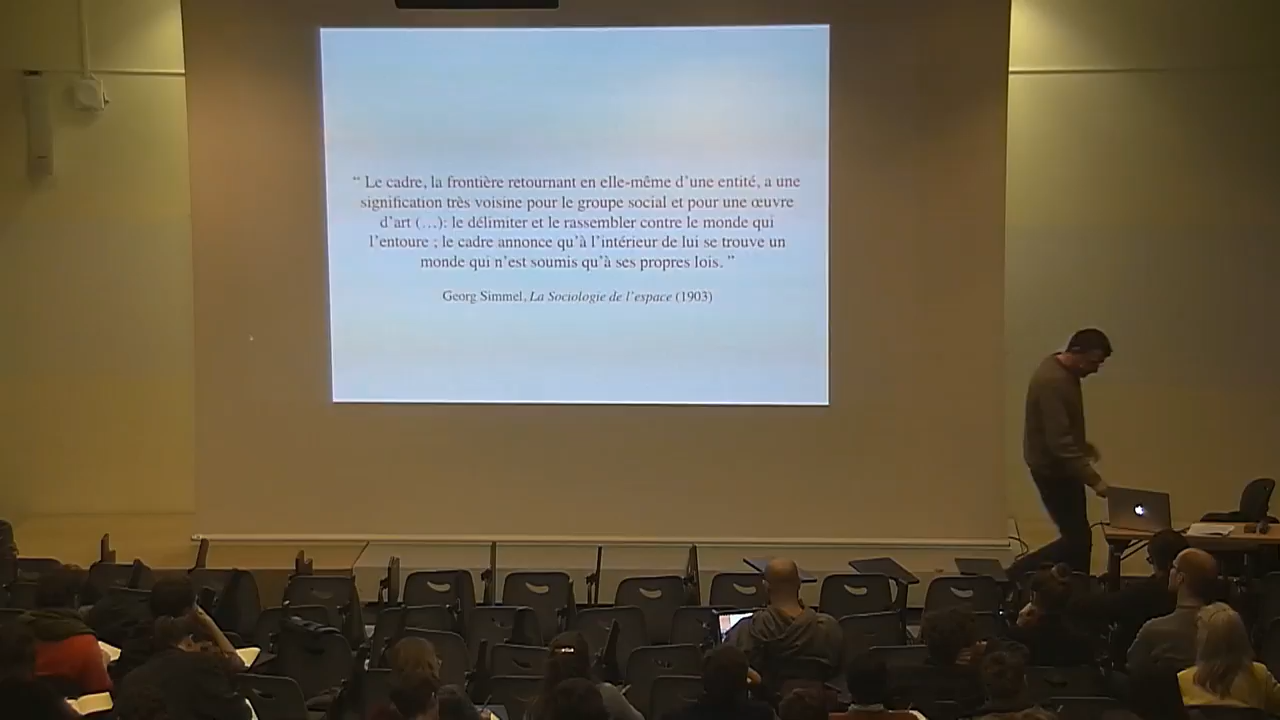 “ Le cadre, la frontière retournant en elle-même d’une entité, a une
signification très voisine pour le groupe social et pour une œuvre
d’art (…): le délimiter et le rassembler contre le monde qui
l’entoure ; le cadre annonce qu’à l’intérieur de lui se trouve un
monde qui n’est soumis qu’à ses propres lois. ”
Georg Simmel, La Sociologie de l’espace (1903)